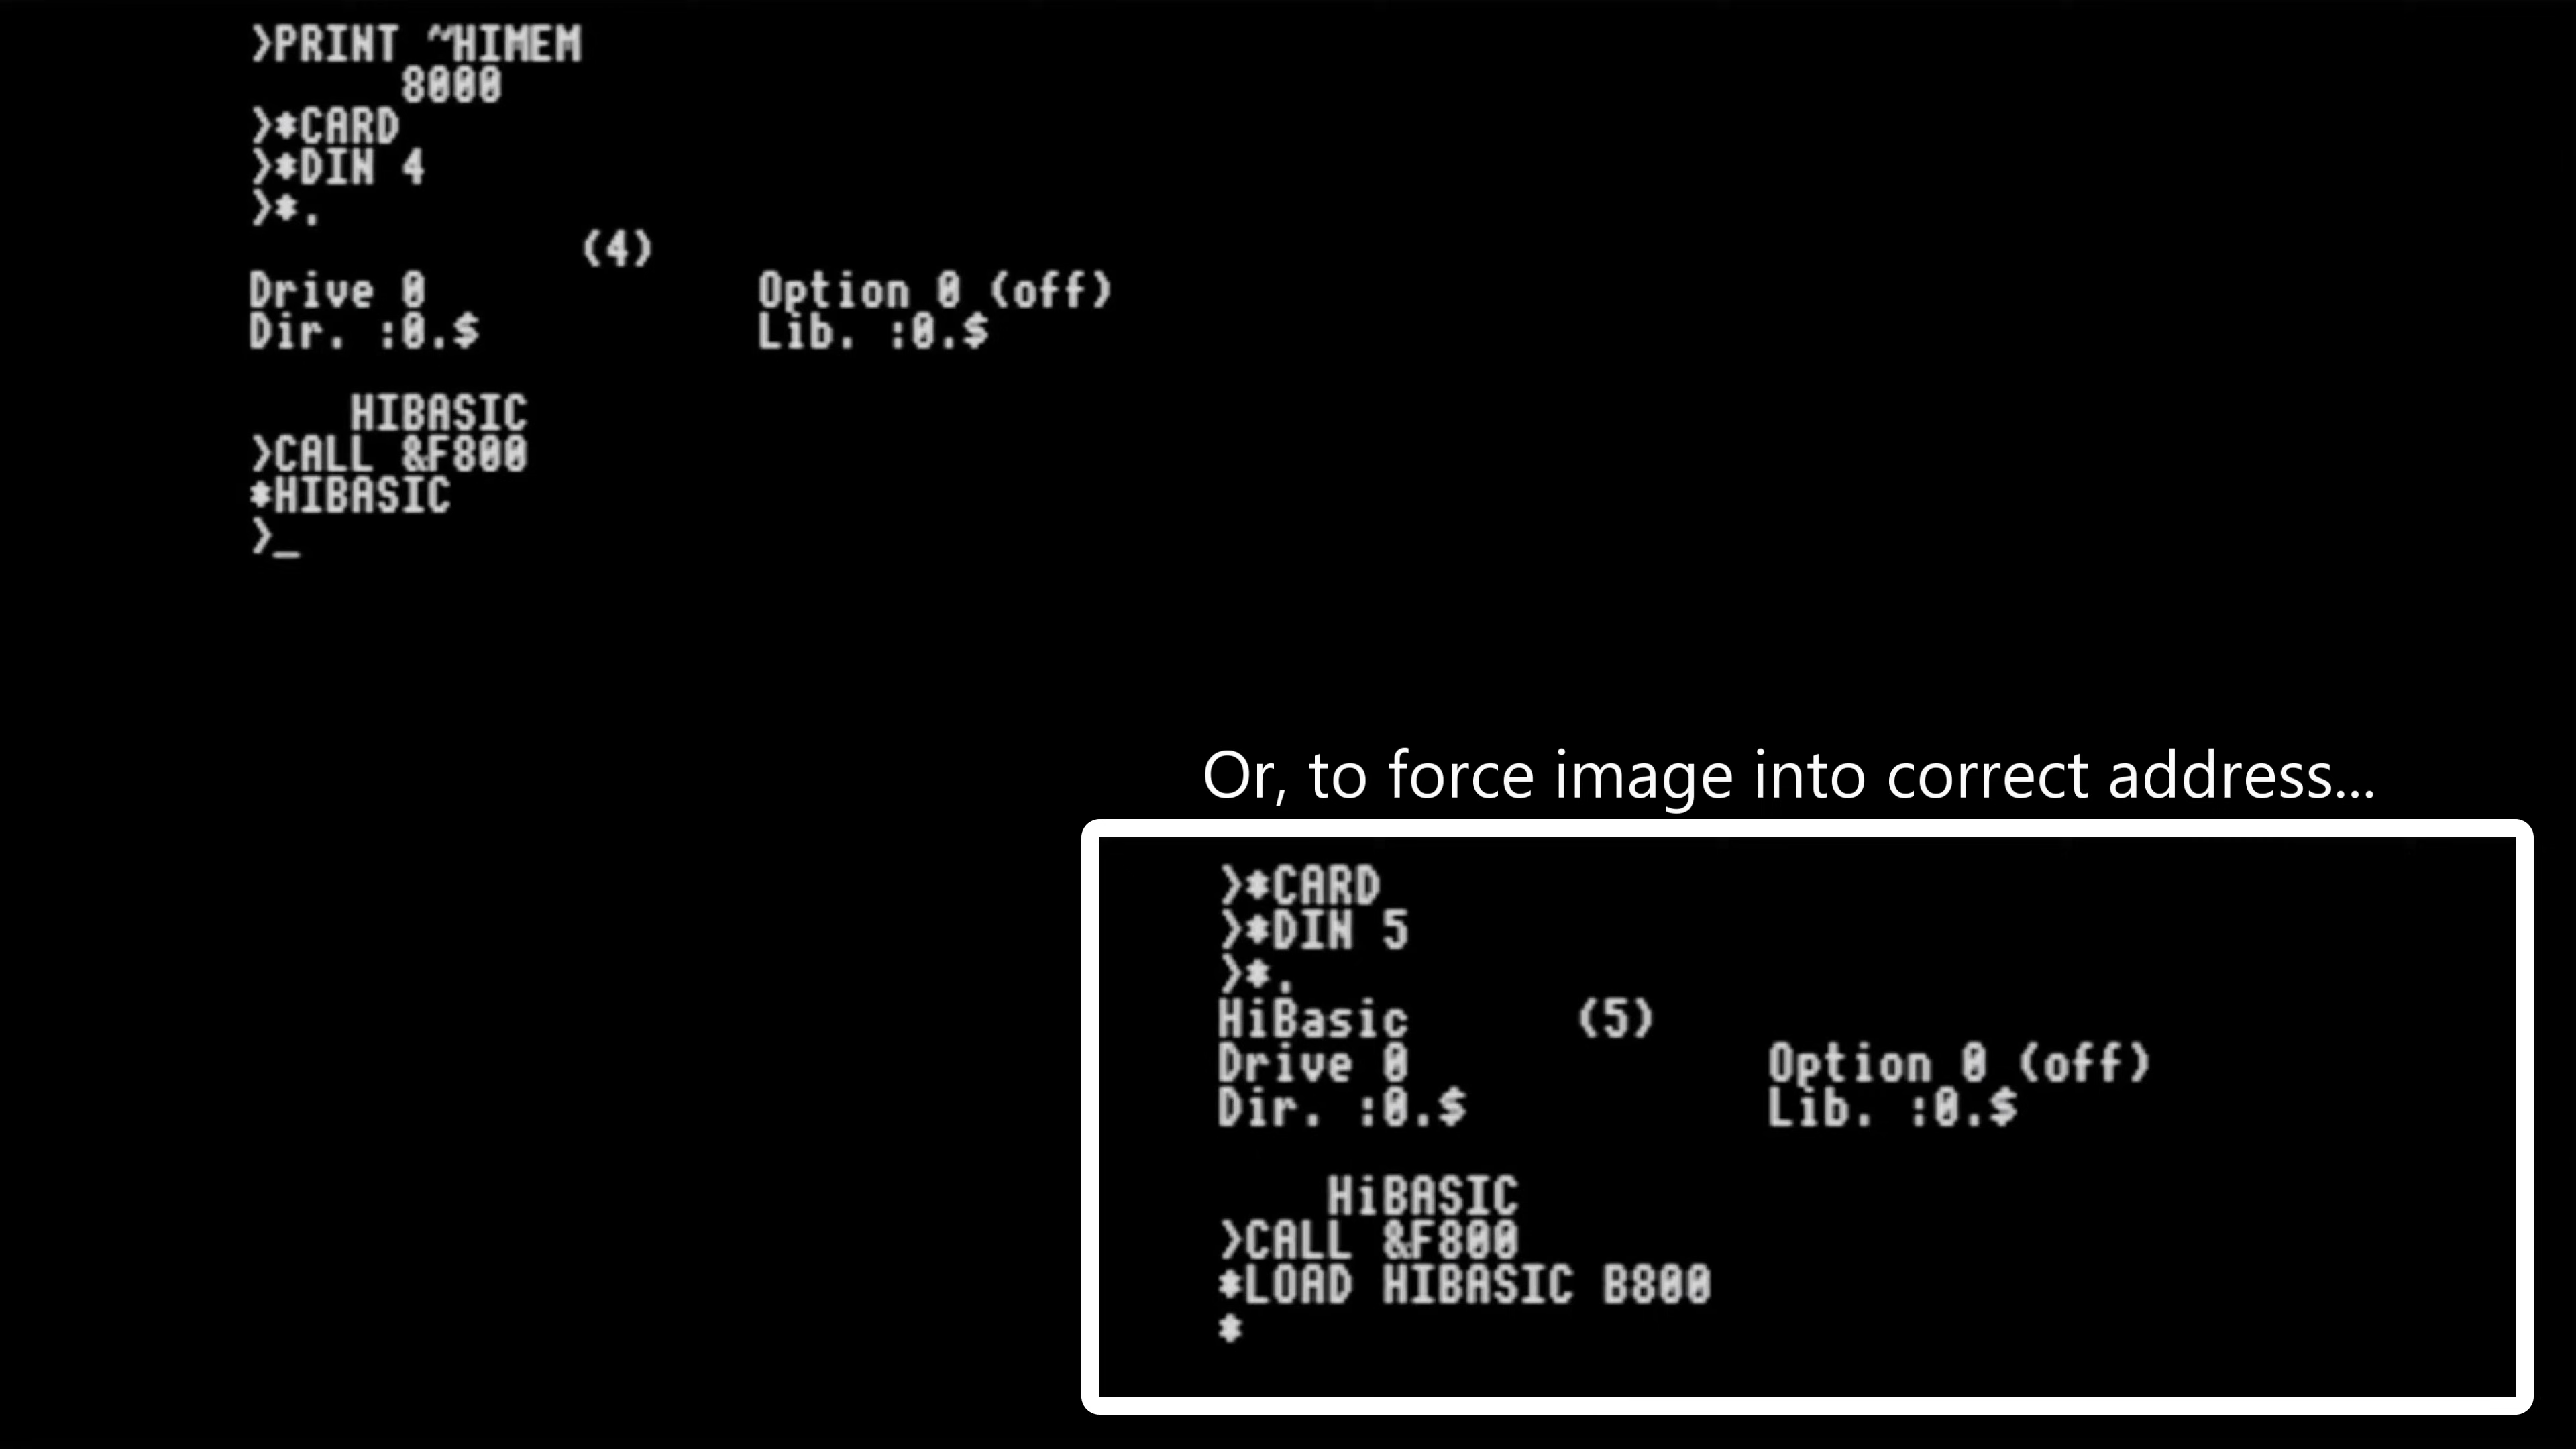 >PRINT ~HIMEM
8000
>*CARD
>*DIN 4
>*.
(4)
Drive 0 Option 0 (off)
Dir. :0.$ Lib. :0.$
HIBASIC
>CALL &F800
*HIBASIC
>_
Or, to force image into correct address...
>*CARD
>*DIN 5
>*.
HiBasic (5)
Drive 0 Option 0 (off)
Dir. :0.$ Lib. :0.$
HiBASIC
>CALL &F800
*LOAD HIBASIC B800
*